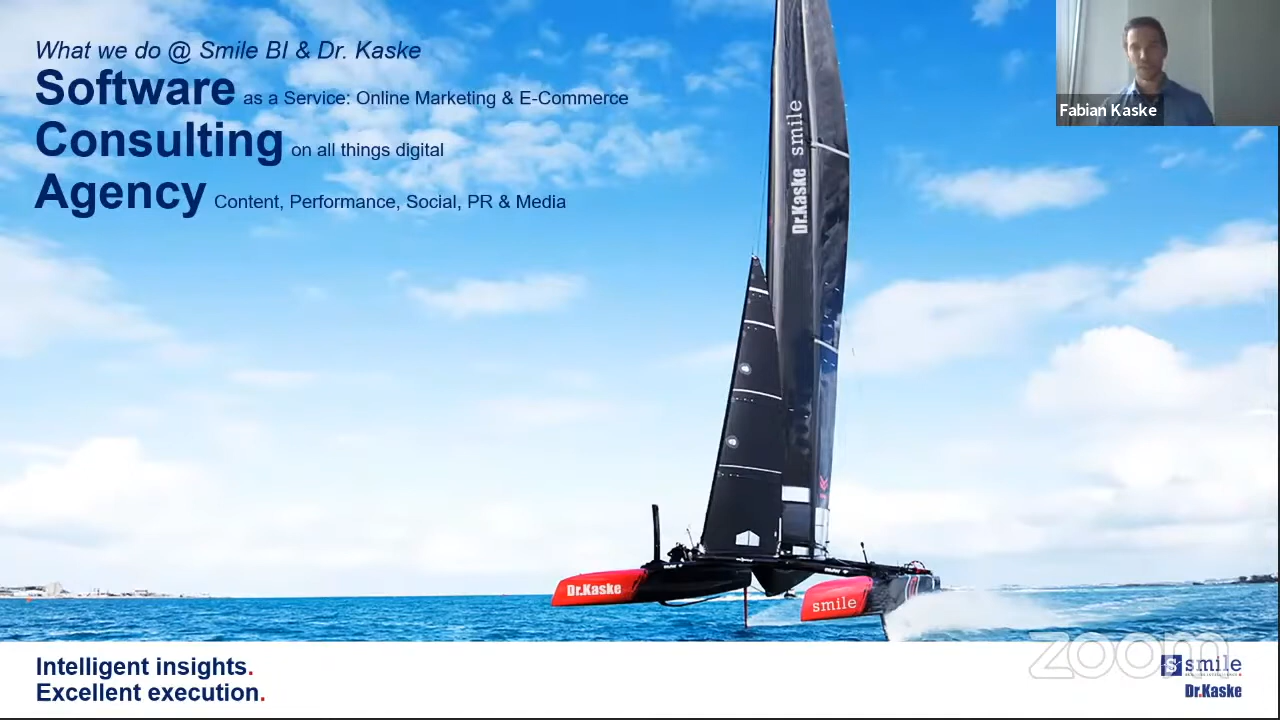 What we do @ Smile BI & Dr. Kaske
Software as a Service: Online Marketing & E-Commerce
Consulting on all things digital
Agency Content, Performance, Social, PR & Media
Fabian Kaske
Dr.Kaske smile
Dr.Kaske
smile
Intelligent insights.
Excellent execution.
zoom
S smile
Dr.Kaske